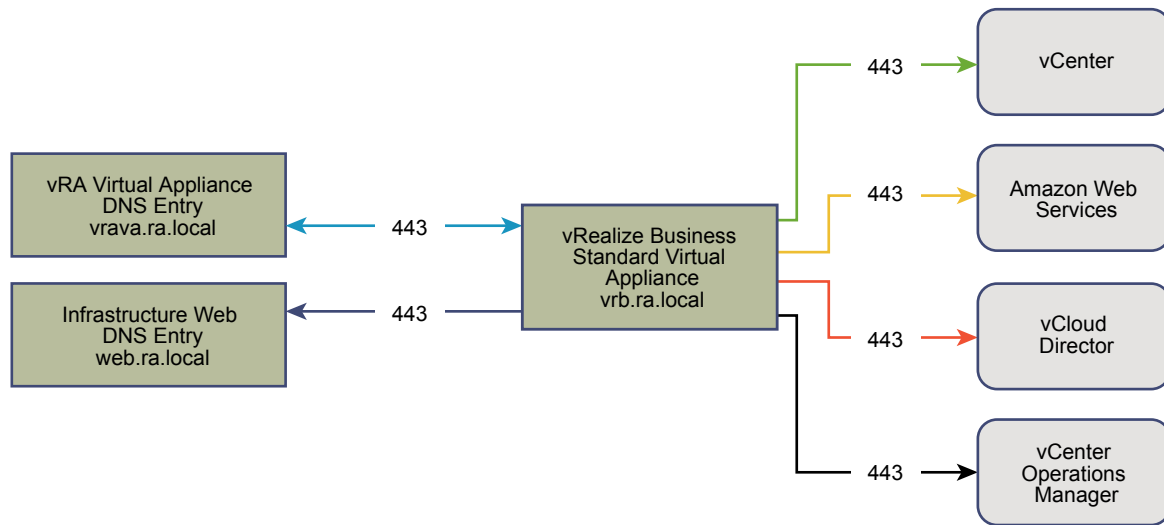 443
vCenter
vRA Virtual Appliance
DNS Entry
vrava.ra.local
443
443
Amazon Web
Services
vRealize Business
Standard Virtual
Appliance
vrb.ra.local
Infrastructure Web
DNS Entry
web.ra.local
443
443
vCloud
Director
443
vCenter
Operations
Manager